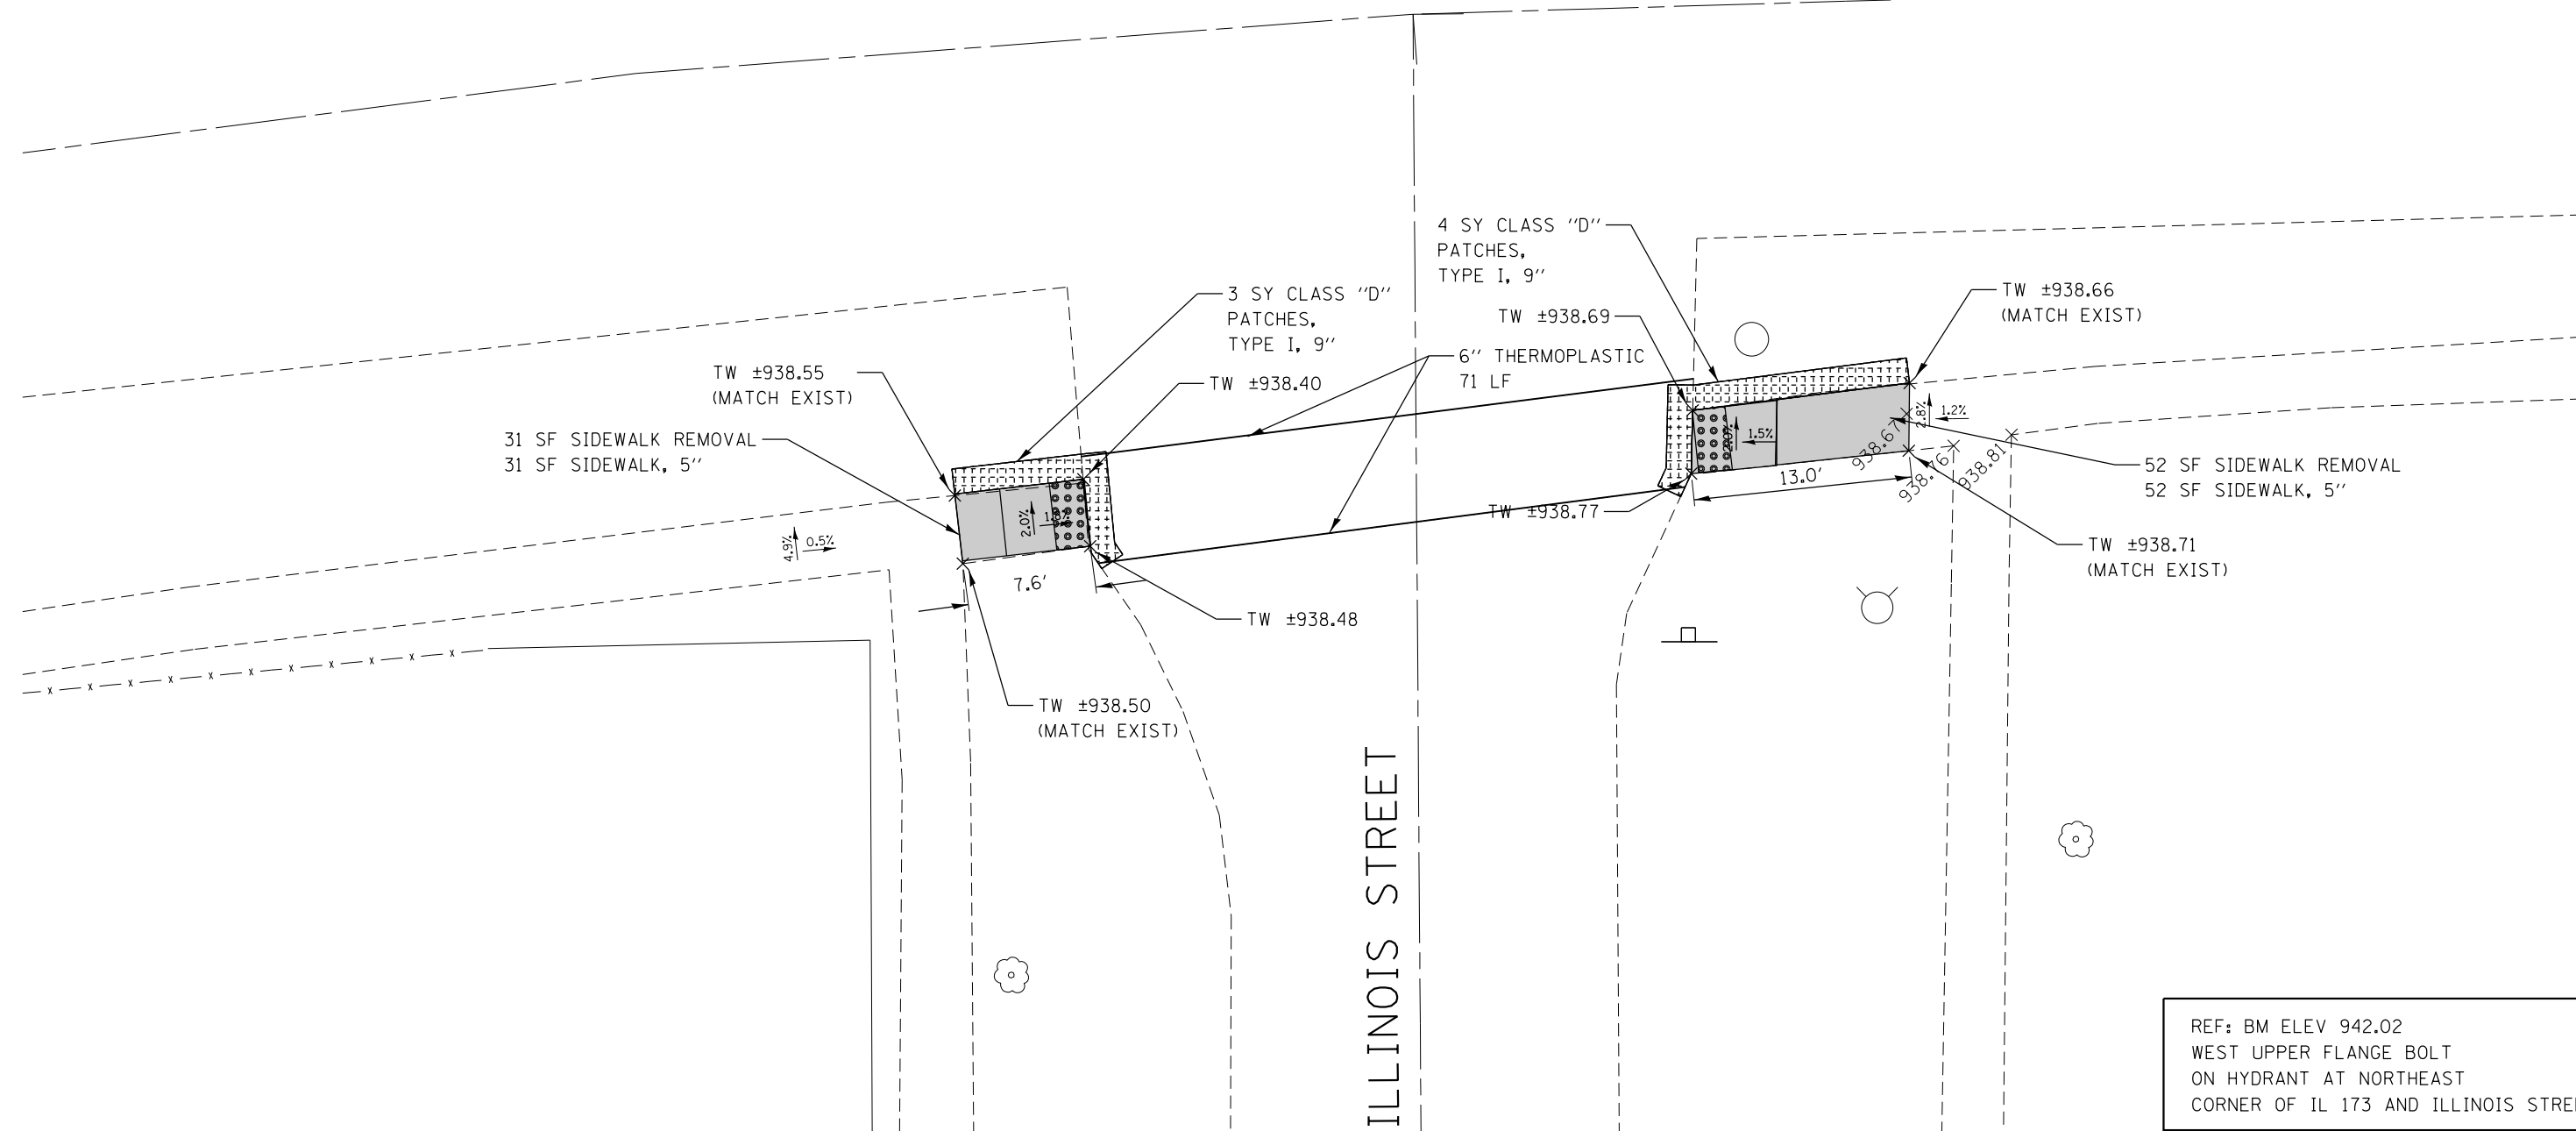 4 SY CLASS "D"
PATCHES,
TYPE I, 9"
3 SY CLASS "D"
PATCHES,
TYPE I, 9"
TW ±938.69
TW ±938.66
(MATCH EXIST)
6" THERMOPLASTIC
71 LF
TW ±938.55
(MATCH EXIST)
TW ±938.40
31 SF SIDEWALK REMOVAL
31 SF SIDEWALK, 5"
2.0%
4.9%
0.5%
7.6'
TW ±938.48
TW ±938.50
(MATCH EXIST)
1.5%
2.8%
1.2%
938.67
938.76
938.81
13.0'
TW ±938.77
52 SF SIDEWALK REMOVAL
52 SF SIDEWALK, 5"
TW ±938.71
(MATCH EXIST)
ILLINOIS STREET
REF: BM ELEV 942.02
WEST UPPER FLANGE BOLT
ON HYDRANT AT NORTHEAST
CORNER OF IL 173 AND ILLINOIS STRE